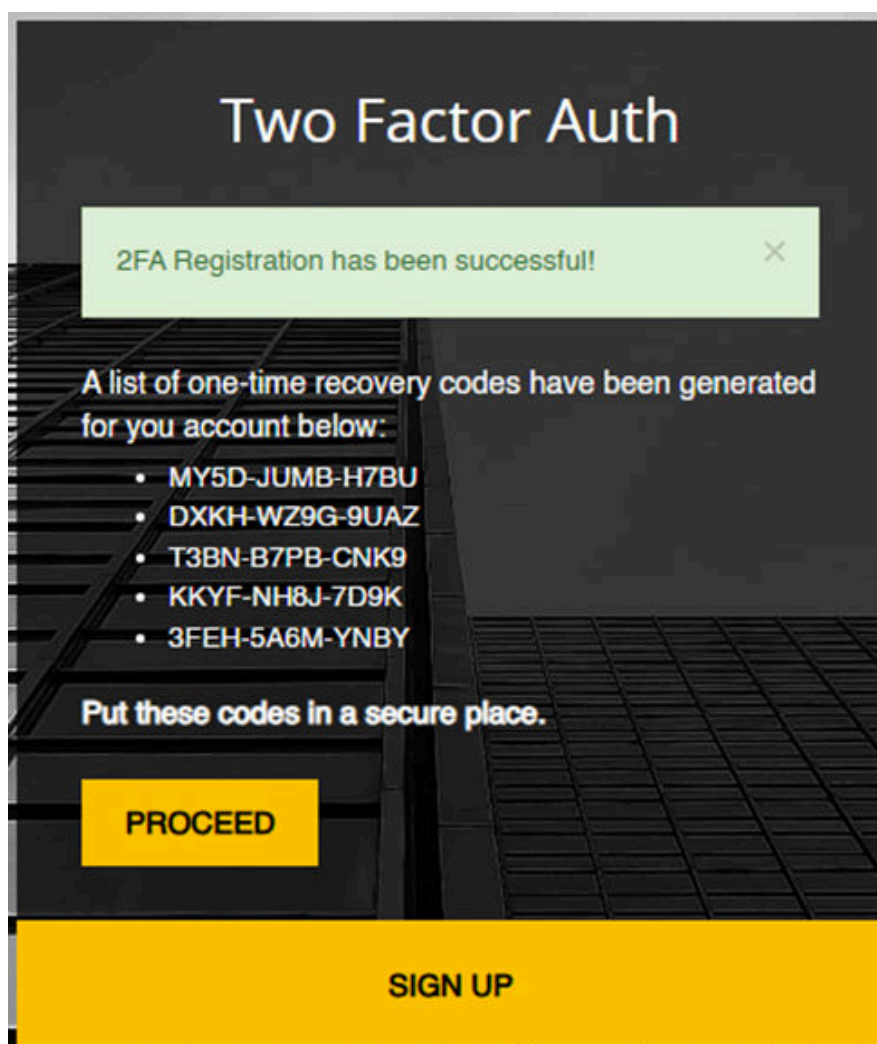 Two Factor Auth
2FA Registration has been successful!
×
A list of one-time recovery codes have been generated
for you account below:
• MY5D-JUMB-H7BU
• DXKH-WZ9G-9UAZ
• T3BN-B7PB-CNK9
• KKYF-NH8J-7D9K
• 3FEH-5A6M-YNBY
Put these codes in a secure place.
PROCEED
SIGN UP